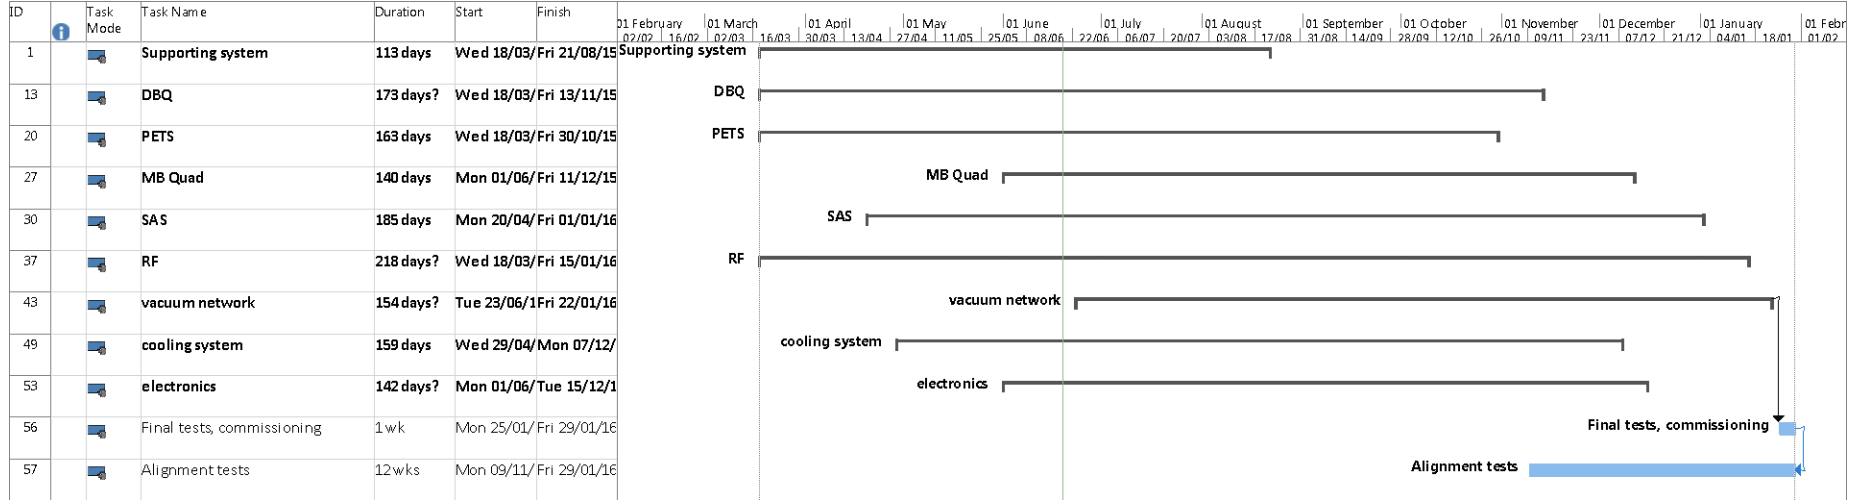 ID Task Mode Task Name Duration Start Finish
01 February 01 March 01 April 01 May 01 June 01 July 01 August 01 September 01 October 01 November 01 December 01 January 01 Febr
02/02 16/02 02/03 16/03 30/03 13/04 27/04 11/05 25/05 08/06 22/06 06/07 20/07 03/08 17/08 31/08 14/09 28/09 12/10 26/10 09/11 23/11 07/12 21/12 04/01 18/01 01/02
1 Supporting system 113 days Wed 18/03/ Fri 21/08/15 Supporting system
13 DBQ 173 days? Wed 18/03/ Fri 13/11/15 DBQ
20 PETS 163 days Wed 18/03/ Fri 30/10/15 PETS
27 MB Quad 140 days Mon 01/06/ Fri 11/12/15 MB Quad
30 SAS 185 days Mon 20/04/ Fri 01/01/16 SAS
37 RF 218 days? Wed 18/03/ Fri 15/01/16 RF
43 vacuum network 154 days? Tue 23/06/1 Fri 22/01/16 vacuum network
49 cooling system 159 days Wed 29/04/ Mon 07/12/ cooling system
53 electronics 142 days? Mon 01/06/ Tue 15/12/1 electronics
56 Final tests, commissioning 1 wk Mon 25/01/ Fri 29/01/16 Final tests, commissioning
57 Alignment tests 12 wks Mon 09/11/ Fri 29/01/16 Alignment tests